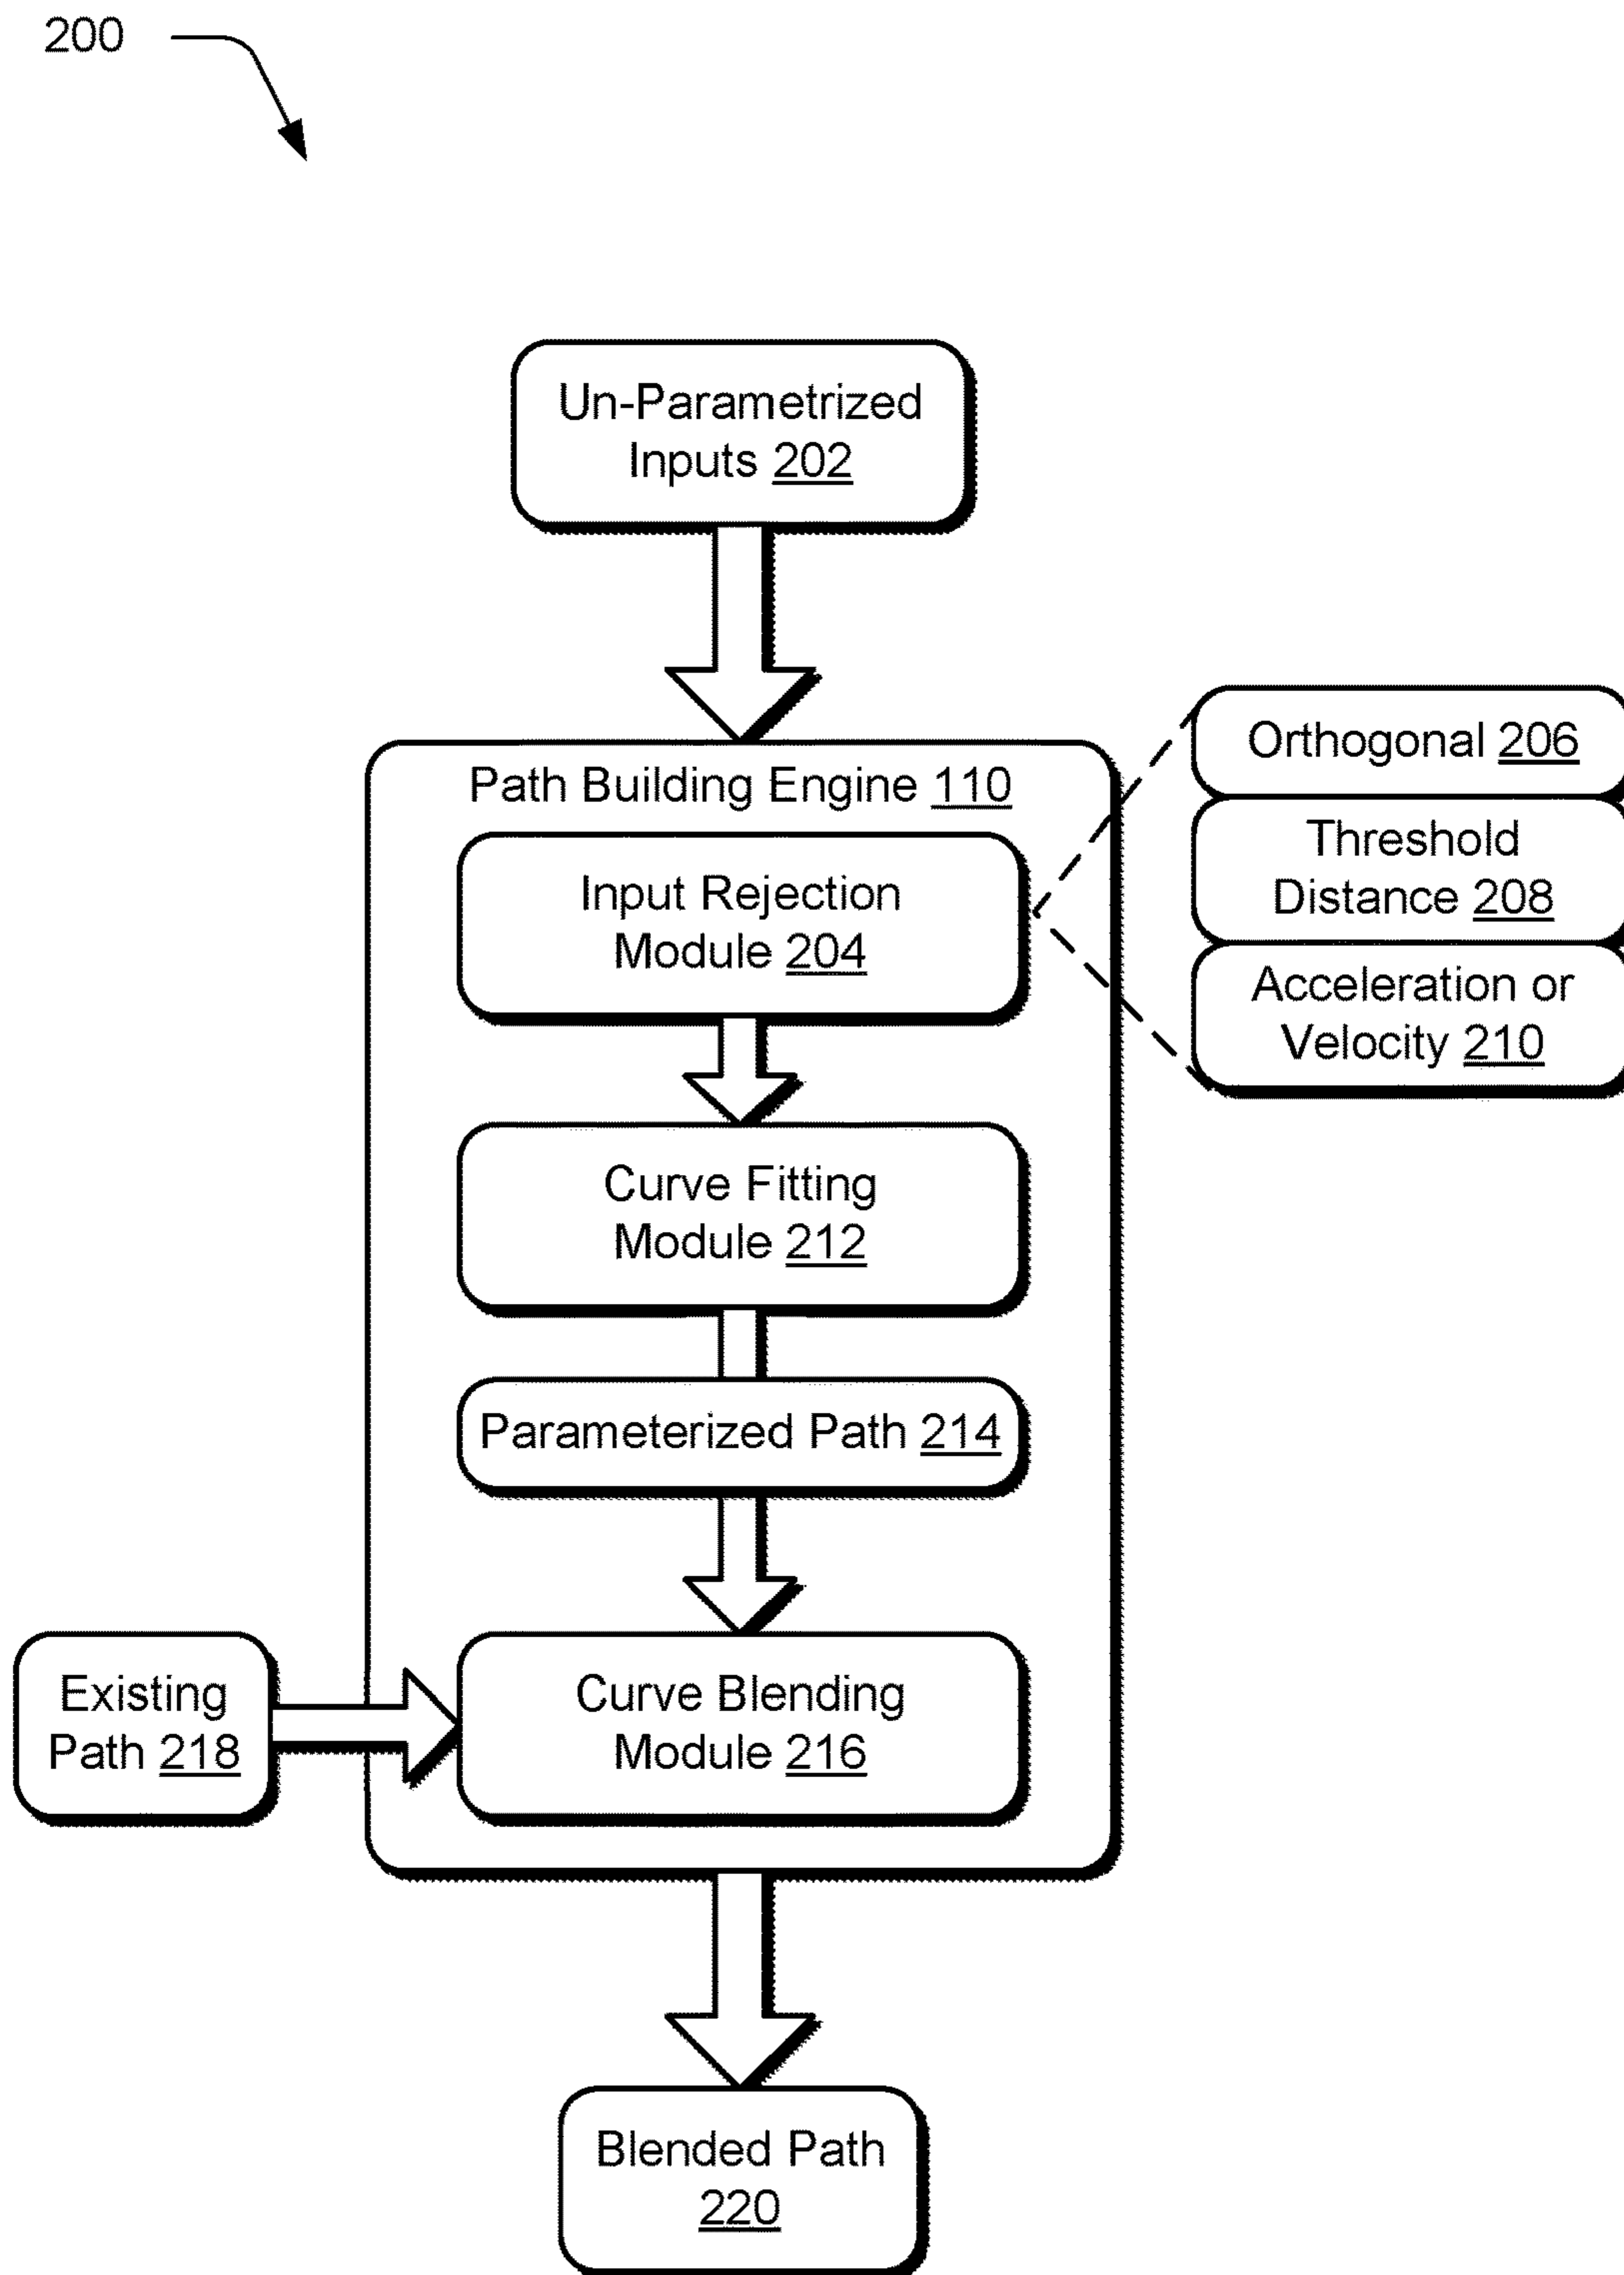 200
Un-Parametrized
Inputs 202
Path Building Engine 110
Input Rejection
Module 204
Orthogonal 206
Threshold
Distance 208
Acceleration or
Velocity 210
Curve Fitting
Module 212
Parameterized Path 214
Existing
Path 218
Curve Blending
Module 216
Blended Path
220